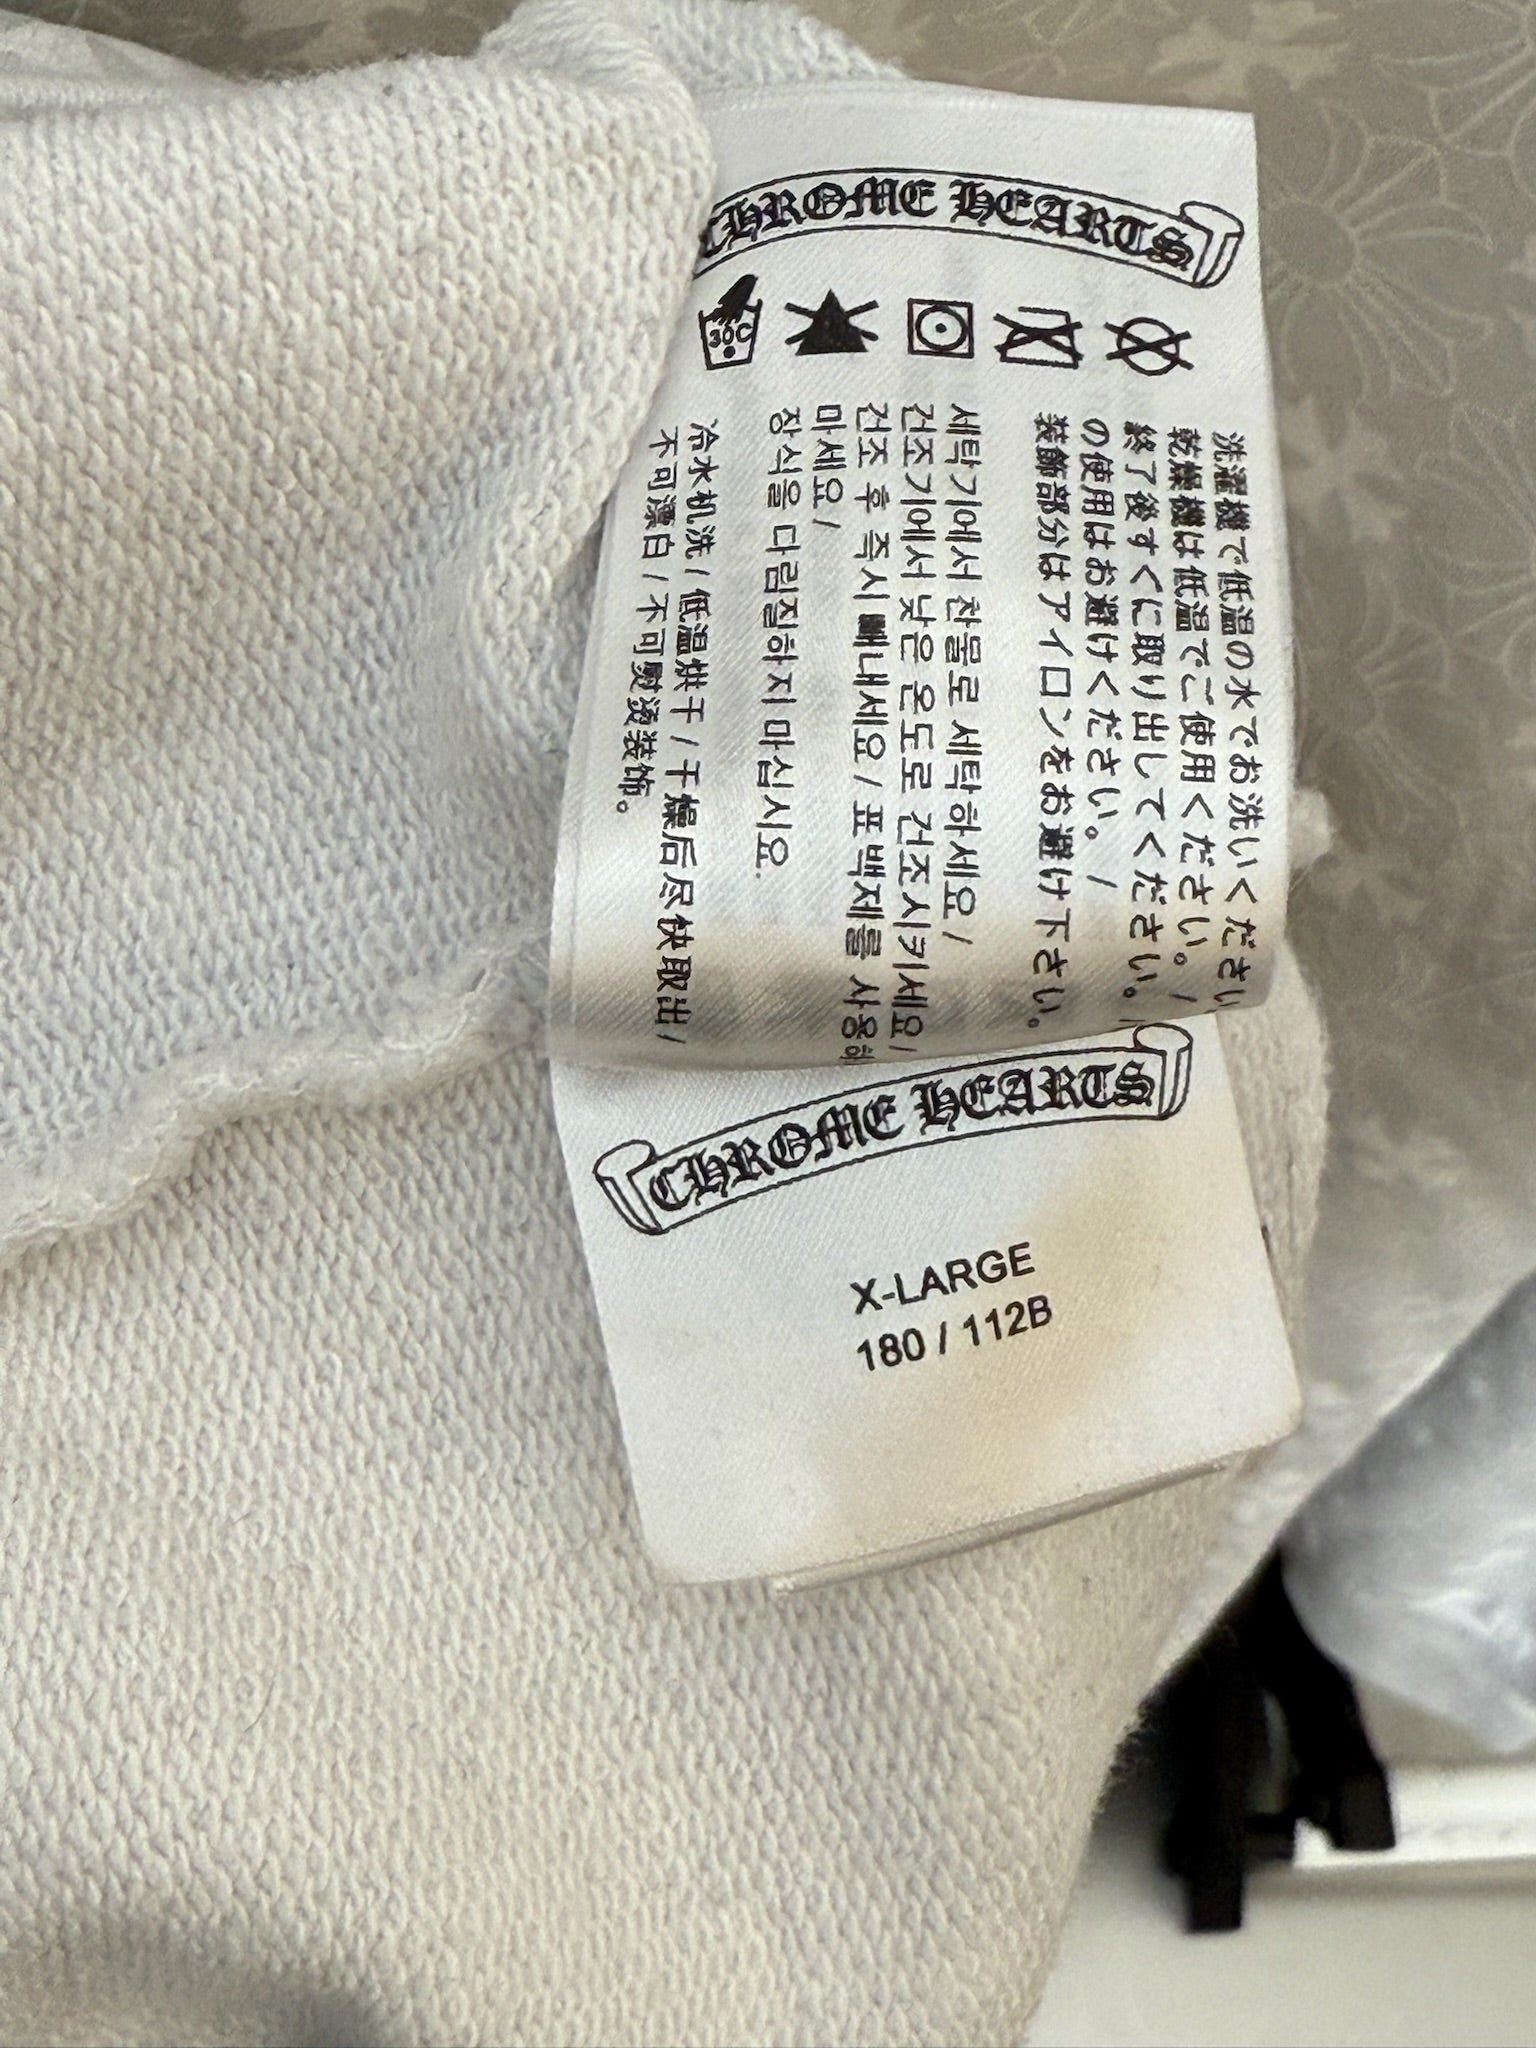 CHROME HEARTS
30C
洗濯機で低温の水でお洗いください
乾燥機は低温でご使用ください。/
終了後すぐに取り出してください。/
の使用はお避けください。/
装飾部分はアイロンをお避け下さい。
세탁기에서 찬물로 세탁하세요 /
건조기에서 낮은 온도로 건조시키세요 /
건조 후 즉시 빼내세요 / 표백제를 사용하
마세요 /
장식을 다림질하지 마십시요.
冷水机洗 / 低温烘干 / 干燥后尽快取出 /
不可漂白 / 不可熨烫装饰。
CHROME HEARTS
X-LARGE
180 / 112B